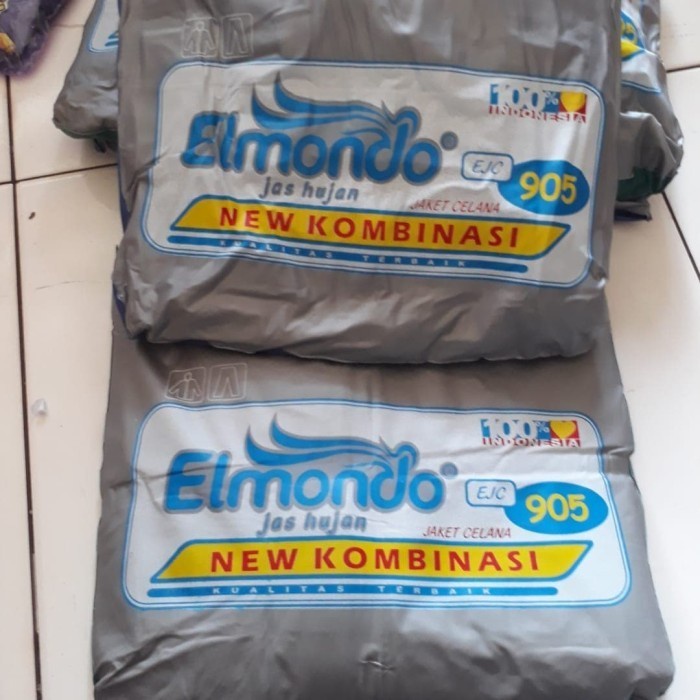 100%
INDONESIA
Elmondo
jas hujan
EJC 905
JAKET CELANA
NEW KOMBINASI
KUALITAS TERBAIK
100%
INDONESIA
Elmondo
jas hujan
EJC 905
JAKET CELANA
NEW KOMBINASI
KUALITAS TERBAIK